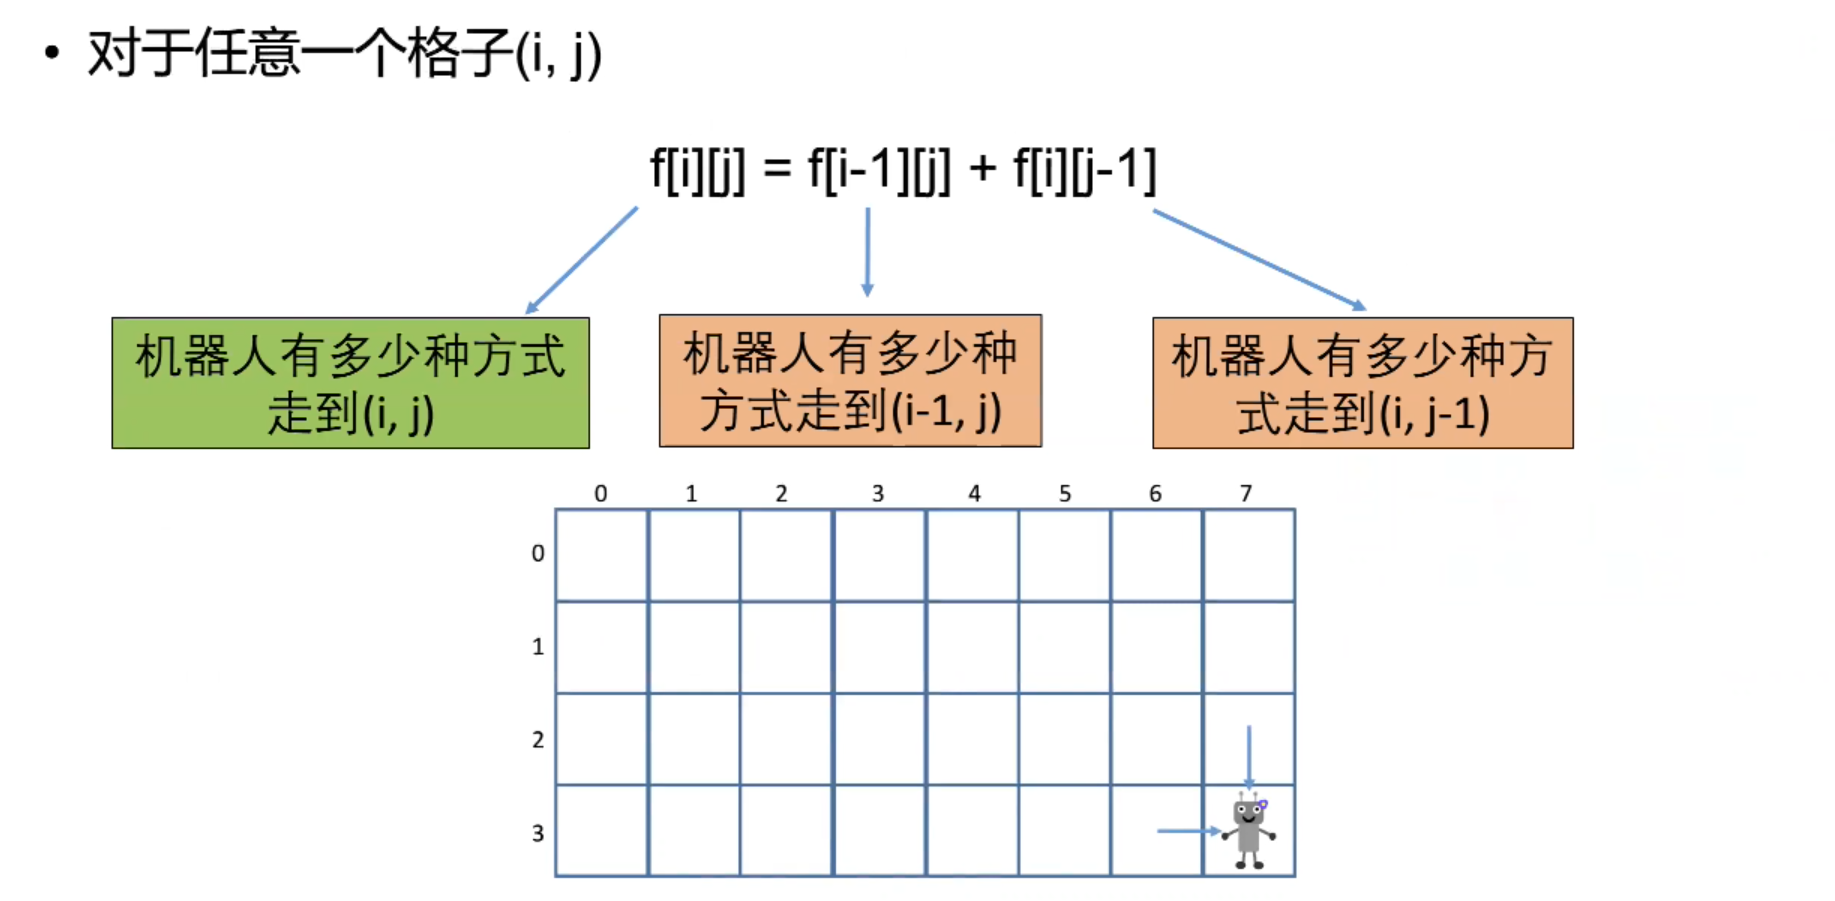 • 对于任意一个格子(i, j)
f[i][j] = f[i-1][j] + f[i][j-1]
机器人有多少种方式
走到(i, j)
机器人有多少种
方式走到(i-1, j)
机器人有多少种方
式走到(i, j-1)
0 1 2 3 4 5 6 7
0
1
2
3